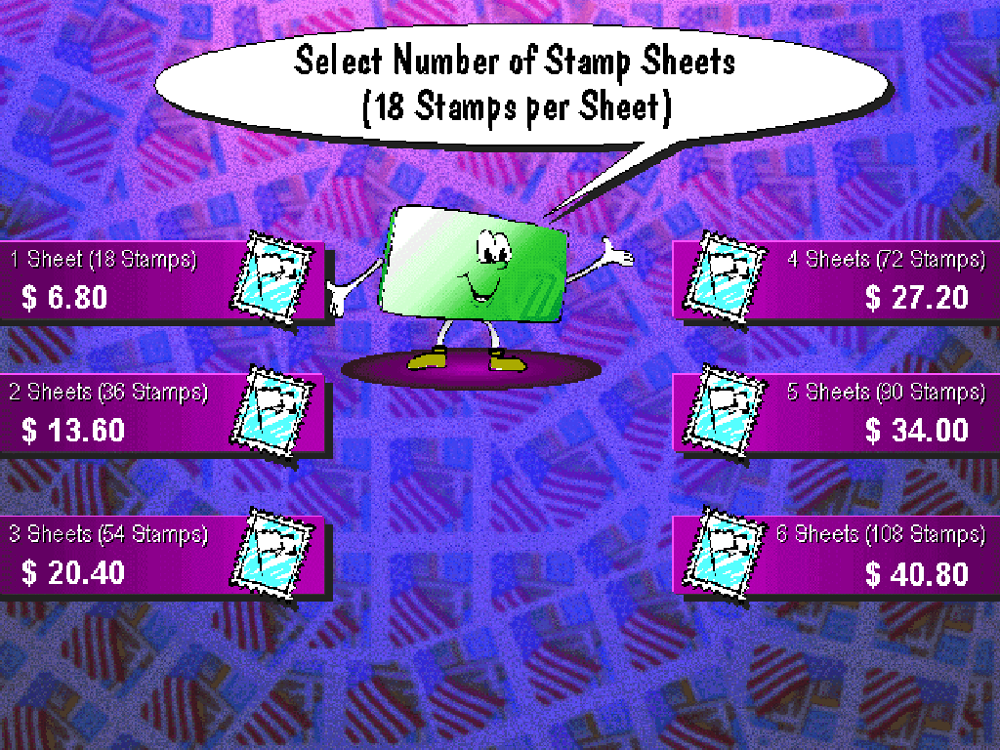 Select Number of Stamp Sheets
(18 Stamps per Sheet)
1 Sheet (18 Stamps)
$ 6.80
2 Sheets (36 Stamps)
$ 13.60
3 Sheets (54 Stamps)
$ 20.40
4 Sheets (72 Stamps)
$ 27.20
5 Sheets (90 Stamps)
$ 34.00
6 Sheets (108 Stamps)
$ 40.80